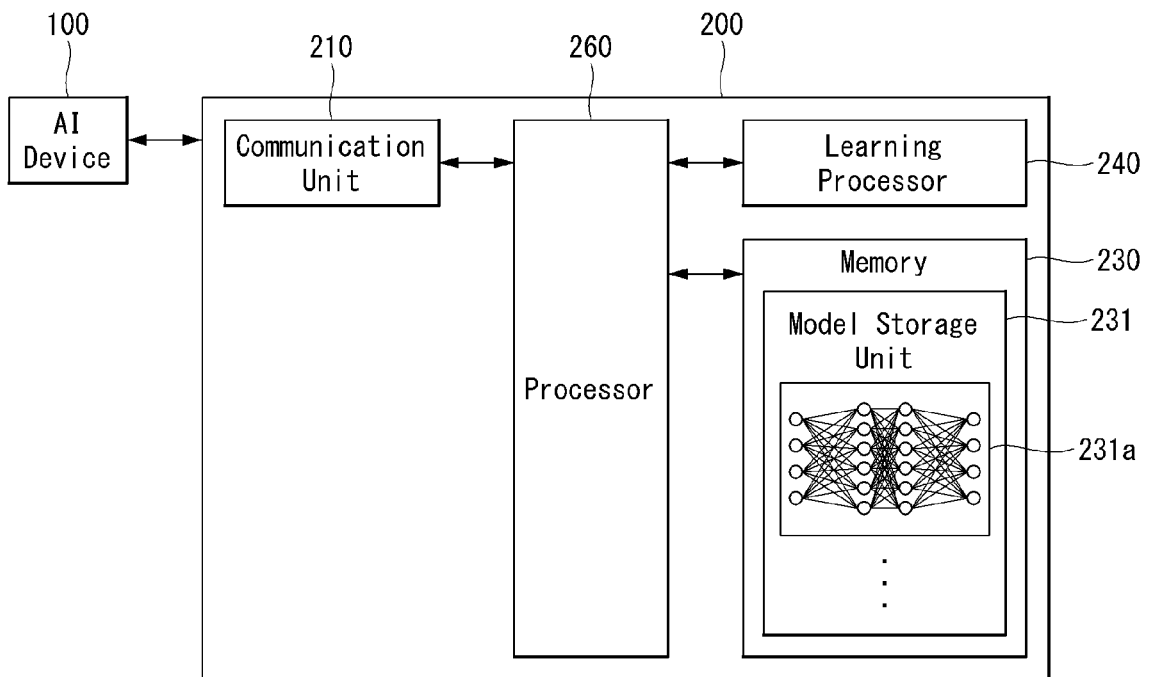 100
210
260
200
AI
Device
Communication
Unit
Learning
Processor
240
Memory
230
Model Storage
Unit
231
Processor
231a